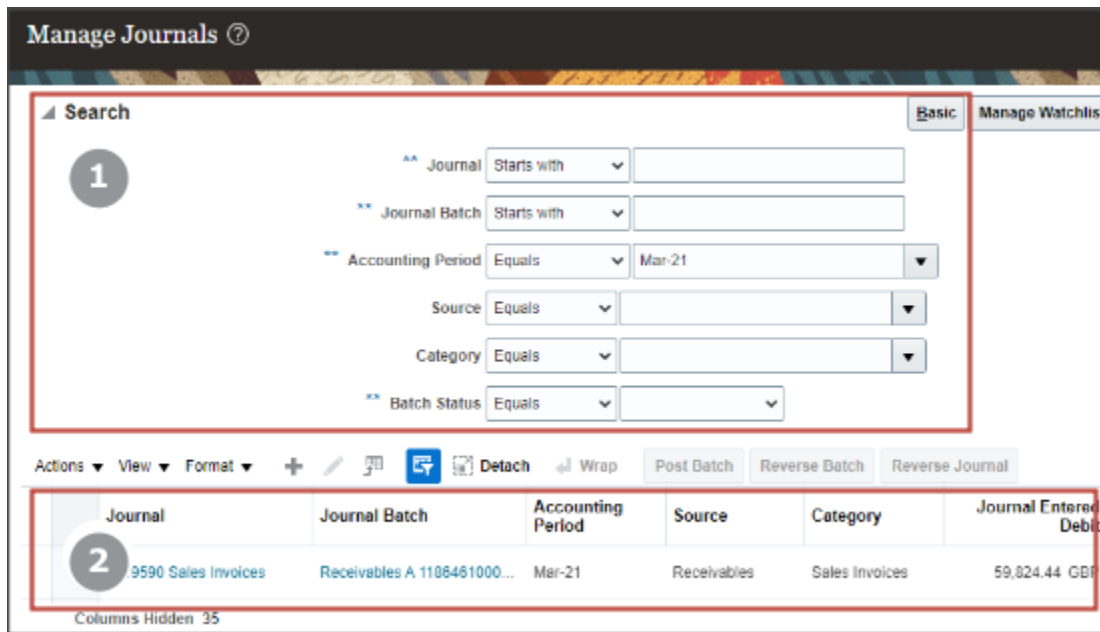 Manage Journals ?
Search
Basic Manage Watchlis
1
** Journal Starts with
** Journal Batch Starts with
** Accounting Period Equals Mar-21
Source Equals
Category Equals
** Batch Status Equals
Actions View Format Detach Wrap Post Batch Reverse Batch Reverse Journal
Journal Journal Batch Accounting Period Source Category Journal Entered Debit
2 .9590 Sales Invoices Receivables A 1186461000... Mar-21 Receivables Sales Invoices 59,824.44 GBP
Columns Hidden 35